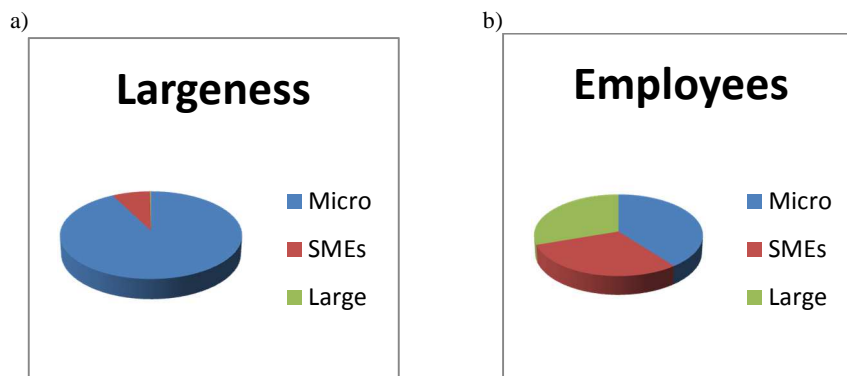 a)
Largeness
Micro
SMEs
Large
b)
Employees
Micro
SMEs
Large